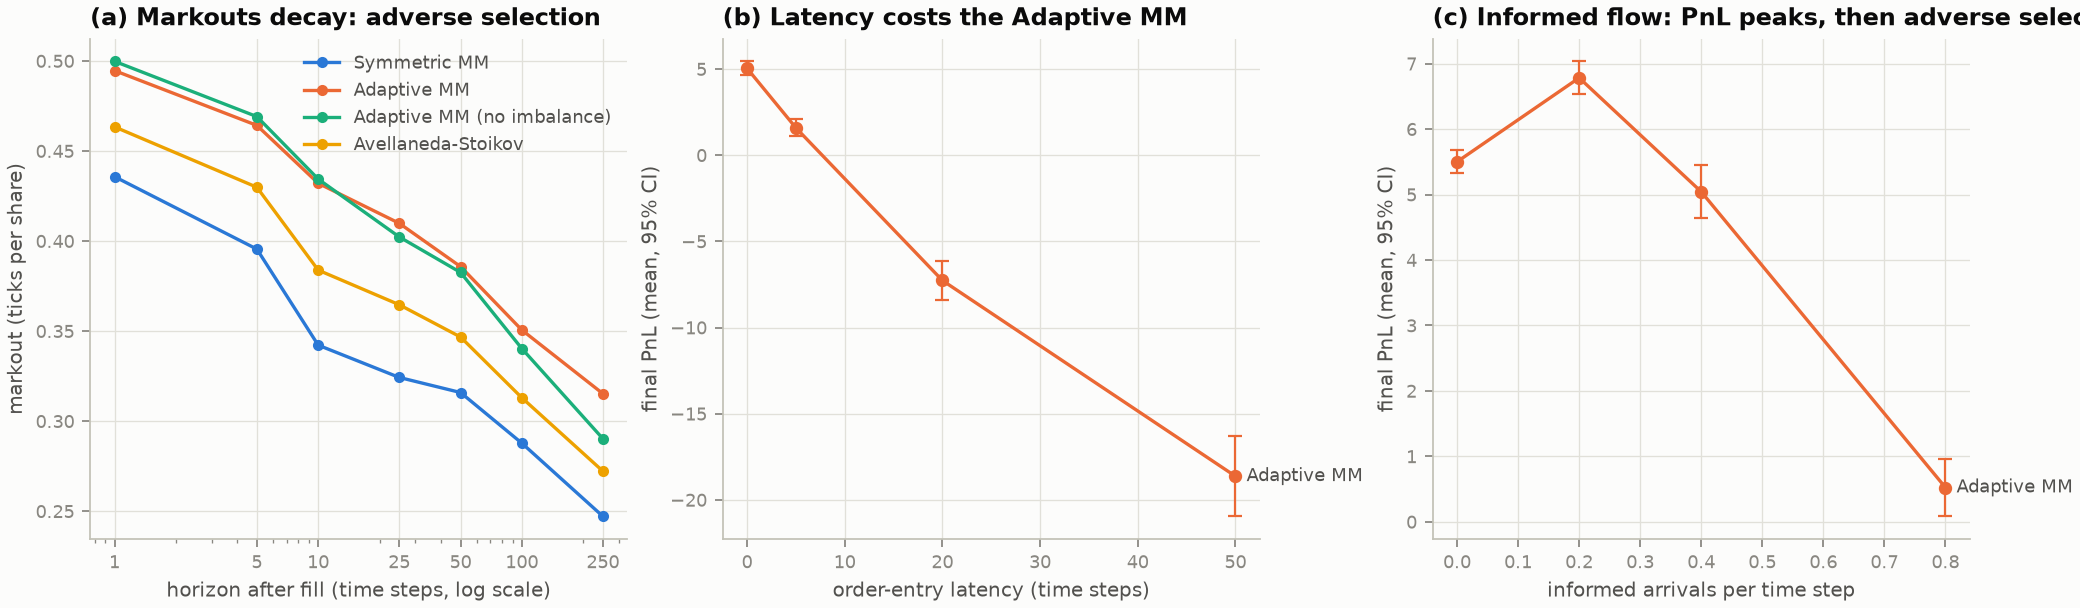 (a) Markouts decay: adverse selection
Symmetric MM
Adaptive MM
Adaptive MM (no imbalance)
Avellaneda-Stoikov
markout (ticks per share)
0.50
0.45
0.40
0.35
0.30
0.25
1
5
10
25
50
100
250
horizon after fill (time steps, log scale)
(b) Latency costs the Adaptive MM
final PnL (mean, 95% CI)
5
0
−5
−10
−15
−20
Adaptive MM
0
10
20
30
40
50
order-entry latency (time steps)
(c) Informed flow: PnL peaks, then adverse selec
final PnL (mean, 95% CI)
7
6
5
4
3
2
1
0
Adaptive MM
0.0
0.1
0.2
0.3
0.4
0.5
0.6
0.7
0.8
informed arrivals per time step